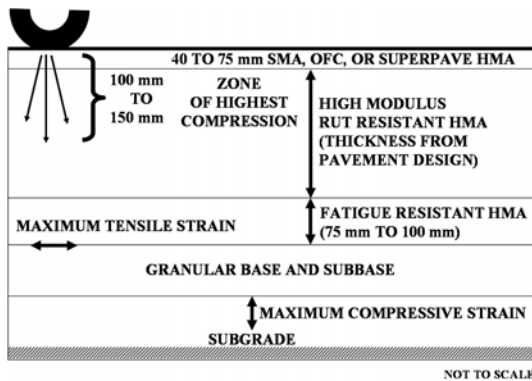 40 TO 75 mm SMA, OFC, OR SUPERPAVE HMA
100 mm
TO
150 mm
ZONE
OF HIGHEST
COMPRESSION
HIGH MODULUS
RUT RESISTANT HMA
(THICKNESS FROM
PAVEMENT DESIGN)
MAXIMUM TENSILE STRAIN
FATIGUE RESISTANT HMA
(75 mm TO 100 mm)
GRANULAR BASE AND SUBBASE
MAXIMUM COMPRESSIVE STRAIN
SUBGRADE
NOT TO SCALE